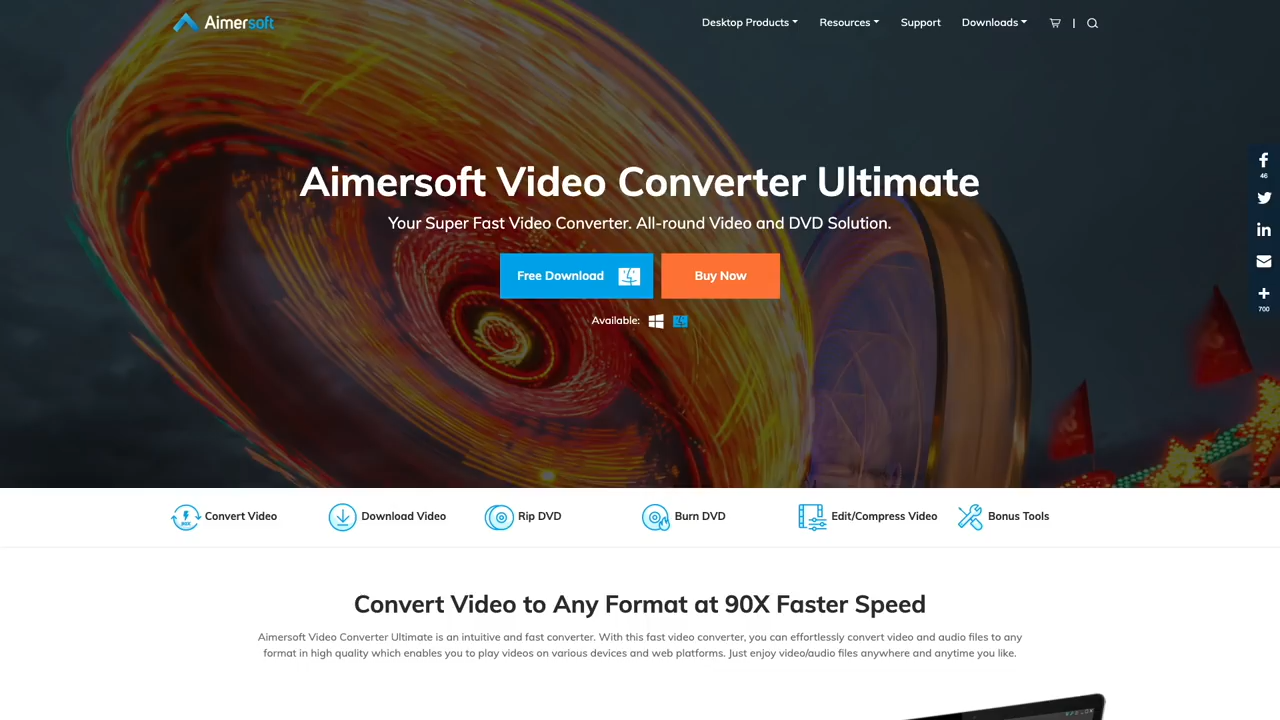 Aimersoft
Desktop Products
Resources
Support
Downloads
|
Aimersoft Video Converter Ultimate
Your Super Fast Video Converter. All-round Video and DVD Solution.
Free Download
Buy Now
Available:
46
700
Convert Video
Download Video
Rip DVD
Burn DVD
Edit/Compress Video
Bonus Tools
Convert Video to Any Format at 90X Faster Speed
Aimersoft Video Converter Ultimate is an intuitive and fast converter. With this fast video converter, you can effortlessly convert video and audio files to any
format in high quality which enables you to play videos on various devices and web platforms. Just enjoy video/audio files anywhere and anytime you like.